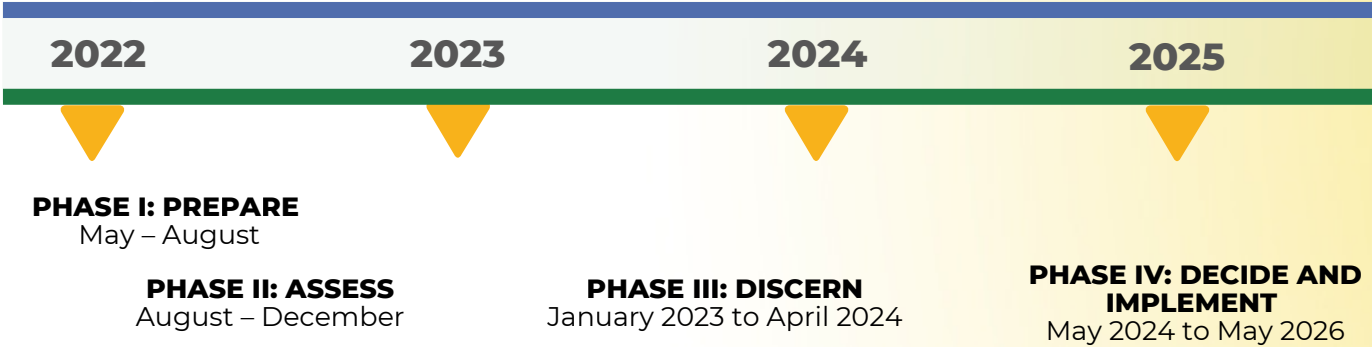 2022
2023
2024
2025
PHASE I: PREPARE
May – August
PHASE II: ASSESS
August – December
PHASE III: DISCERN
January 2023 to April 2024
PHASE IV: DECIDE AND
IMPLEMENT
May 2024 to May 2026